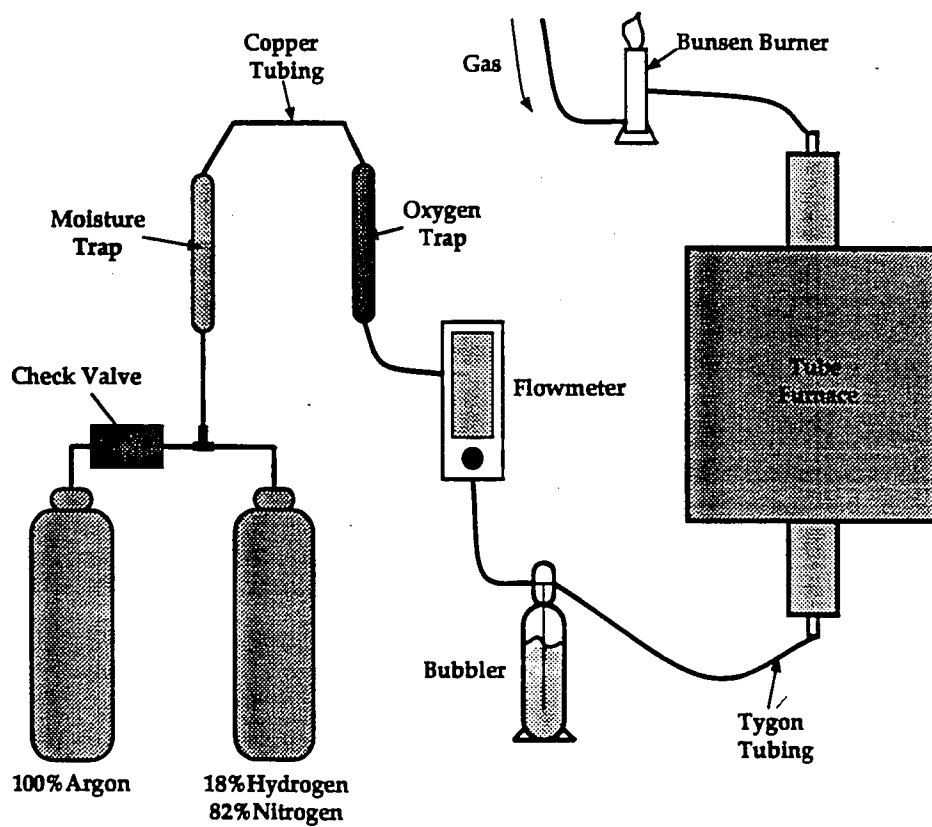 Copper
Tubing
Gas
Bunsen Burner
Moisture
Trap
Oxygen
Trap
Check Valve
Flowmeter
Tube
Furnace
Bubbler
Tygon
Tubing
100%Argon
18%Hydrogen
82%Nitrogen